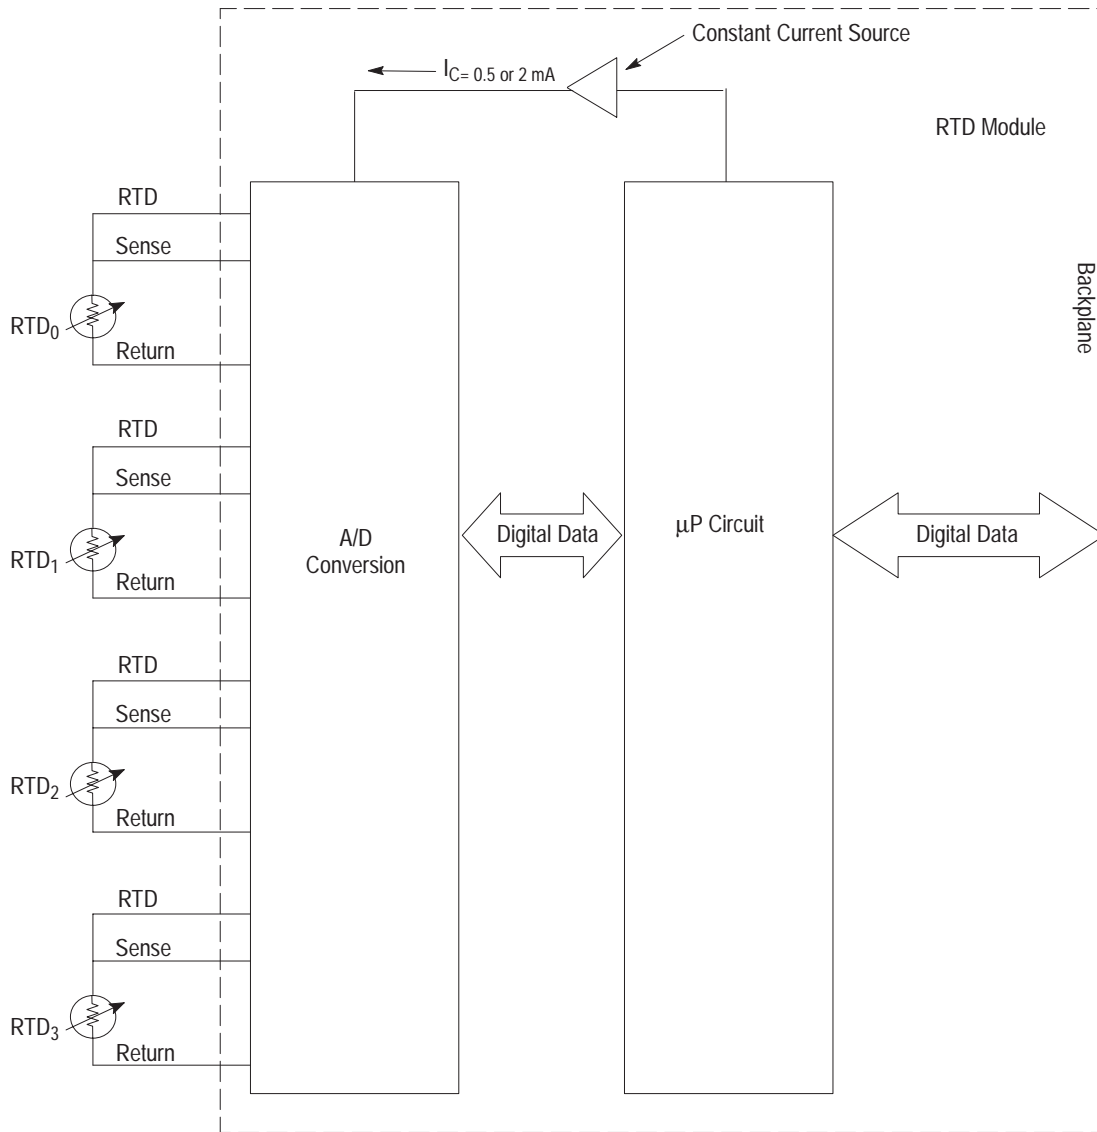 Constant Current Source
I_C= 0.5 or 2 mA
RTD Module
Backplane
RTD
Sense
RTD₀
Return
RTD
Sense
RTD₁
Return
RTD
Sense
RTD₂
Return
RTD
Sense
RTD₃
Return
A/D
Conversion
Digital Data
µP Circuit
Digital Data